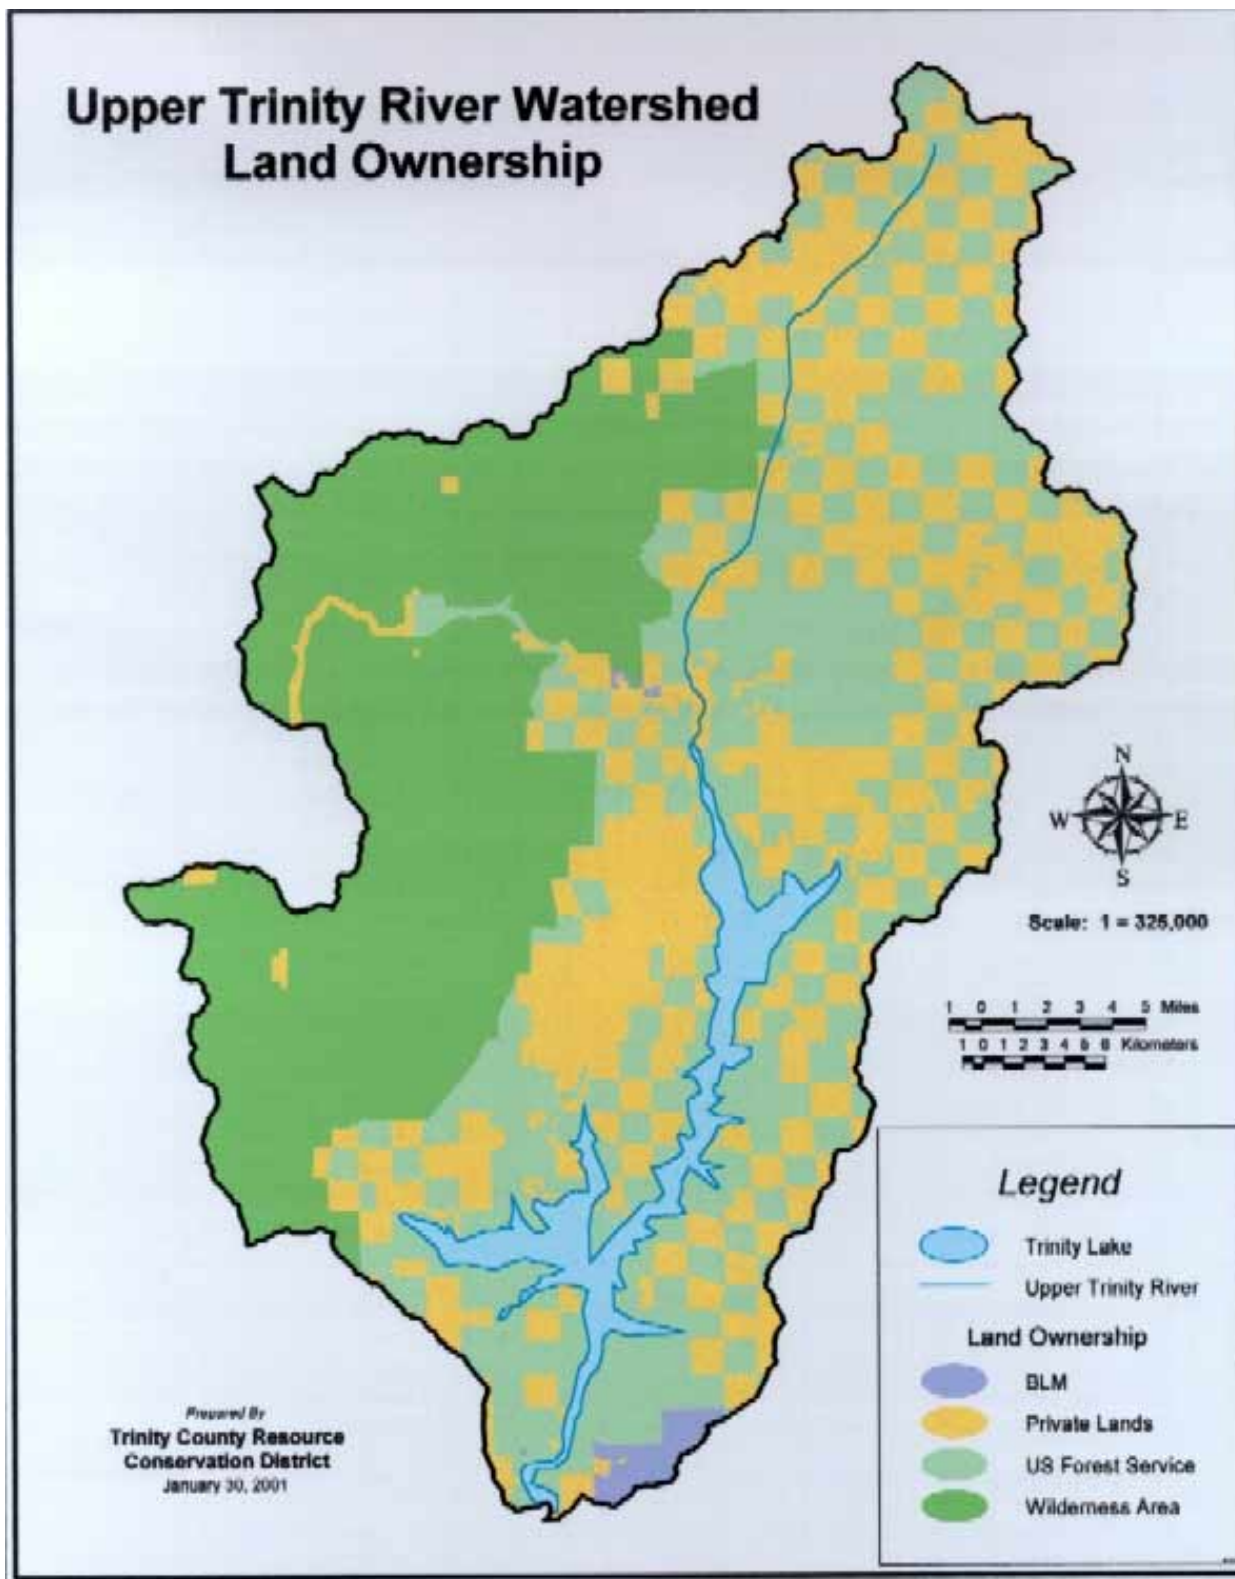 Upper Trinity River Watershed
Land Ownership
N
W E
S
Scale: 1 = 325,000
1 0 1 2 3 4 5 Miles
1 0 1 2 3 4 5 6 Kilometers
Legend
Trinity Lake
Upper Trinity River
Land Ownership
BLM
Private Lands
US Forest Service
Wilderness Area
Prepared By
Trinity County Resource
Conservation District
January 30, 2001